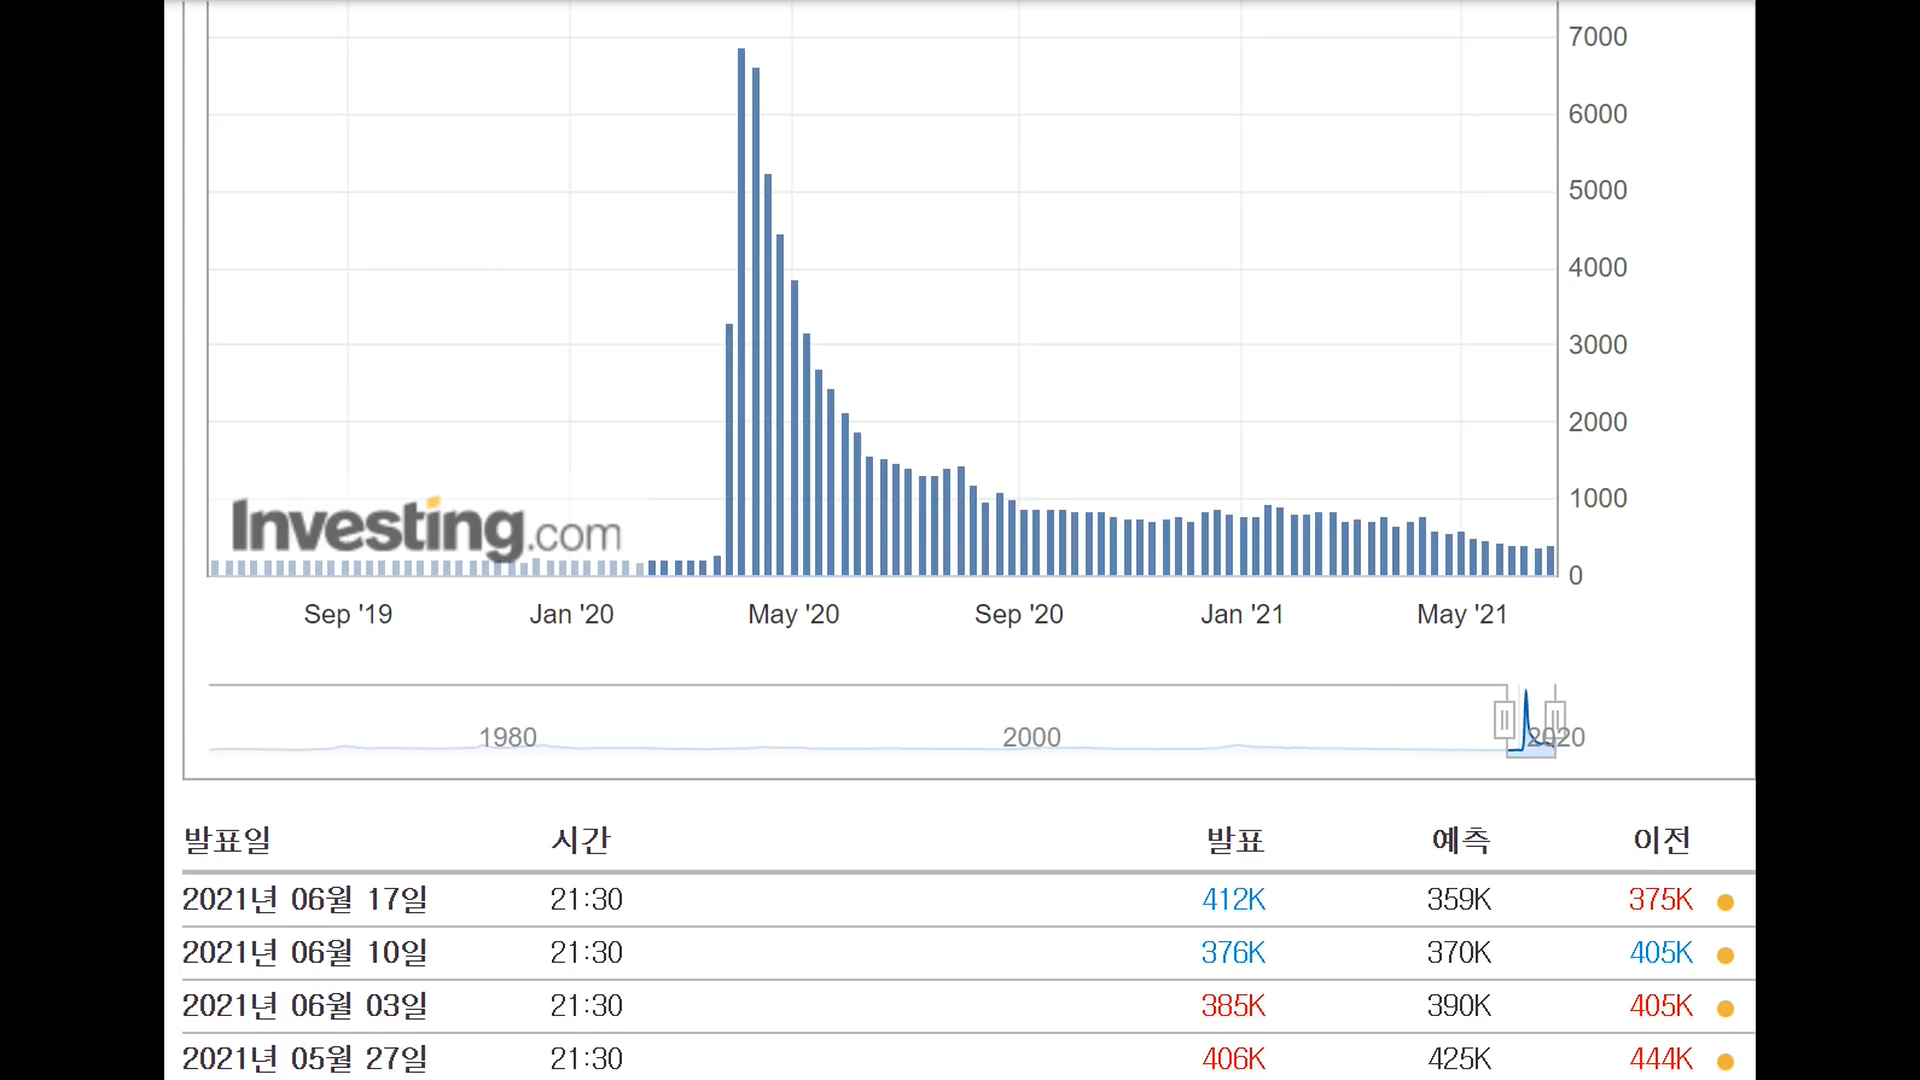 7000
6000
5000
4000
3000
2000
1000
0
Investing.com
Sep '19 Jan '20 May '20 Sep '20 Jan '21 May '21
1980 2000 2020
발표일 시간 발표 예측 이전
2021년 06월 17일 21:30 412K 359K 375K
2021년 06월 10일 21:30 376K 370K 405K
2021년 06월 03일 21:30 385K 390K 405K
2021년 05월 27일 21:30 406K 425K 444K